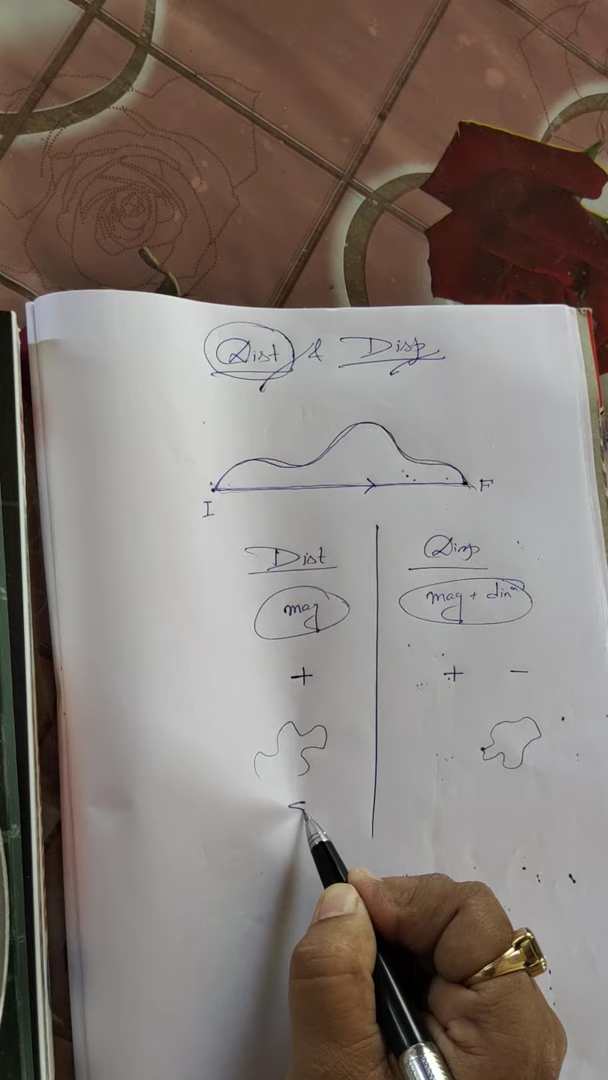 Dist & Disp
I F
Dist Disp
mag mag + dirⁿ
+ + -